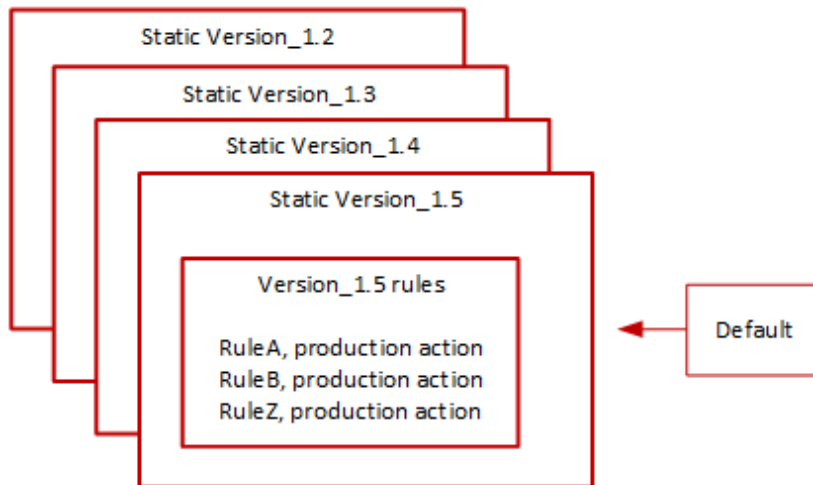 Static Version_1.2
Static Version_1.3
Static Version_1.4
Static Version_1.5
Version_1.5 rules
RuleA, production action
RuleB, production action
RuleZ, production action
Default